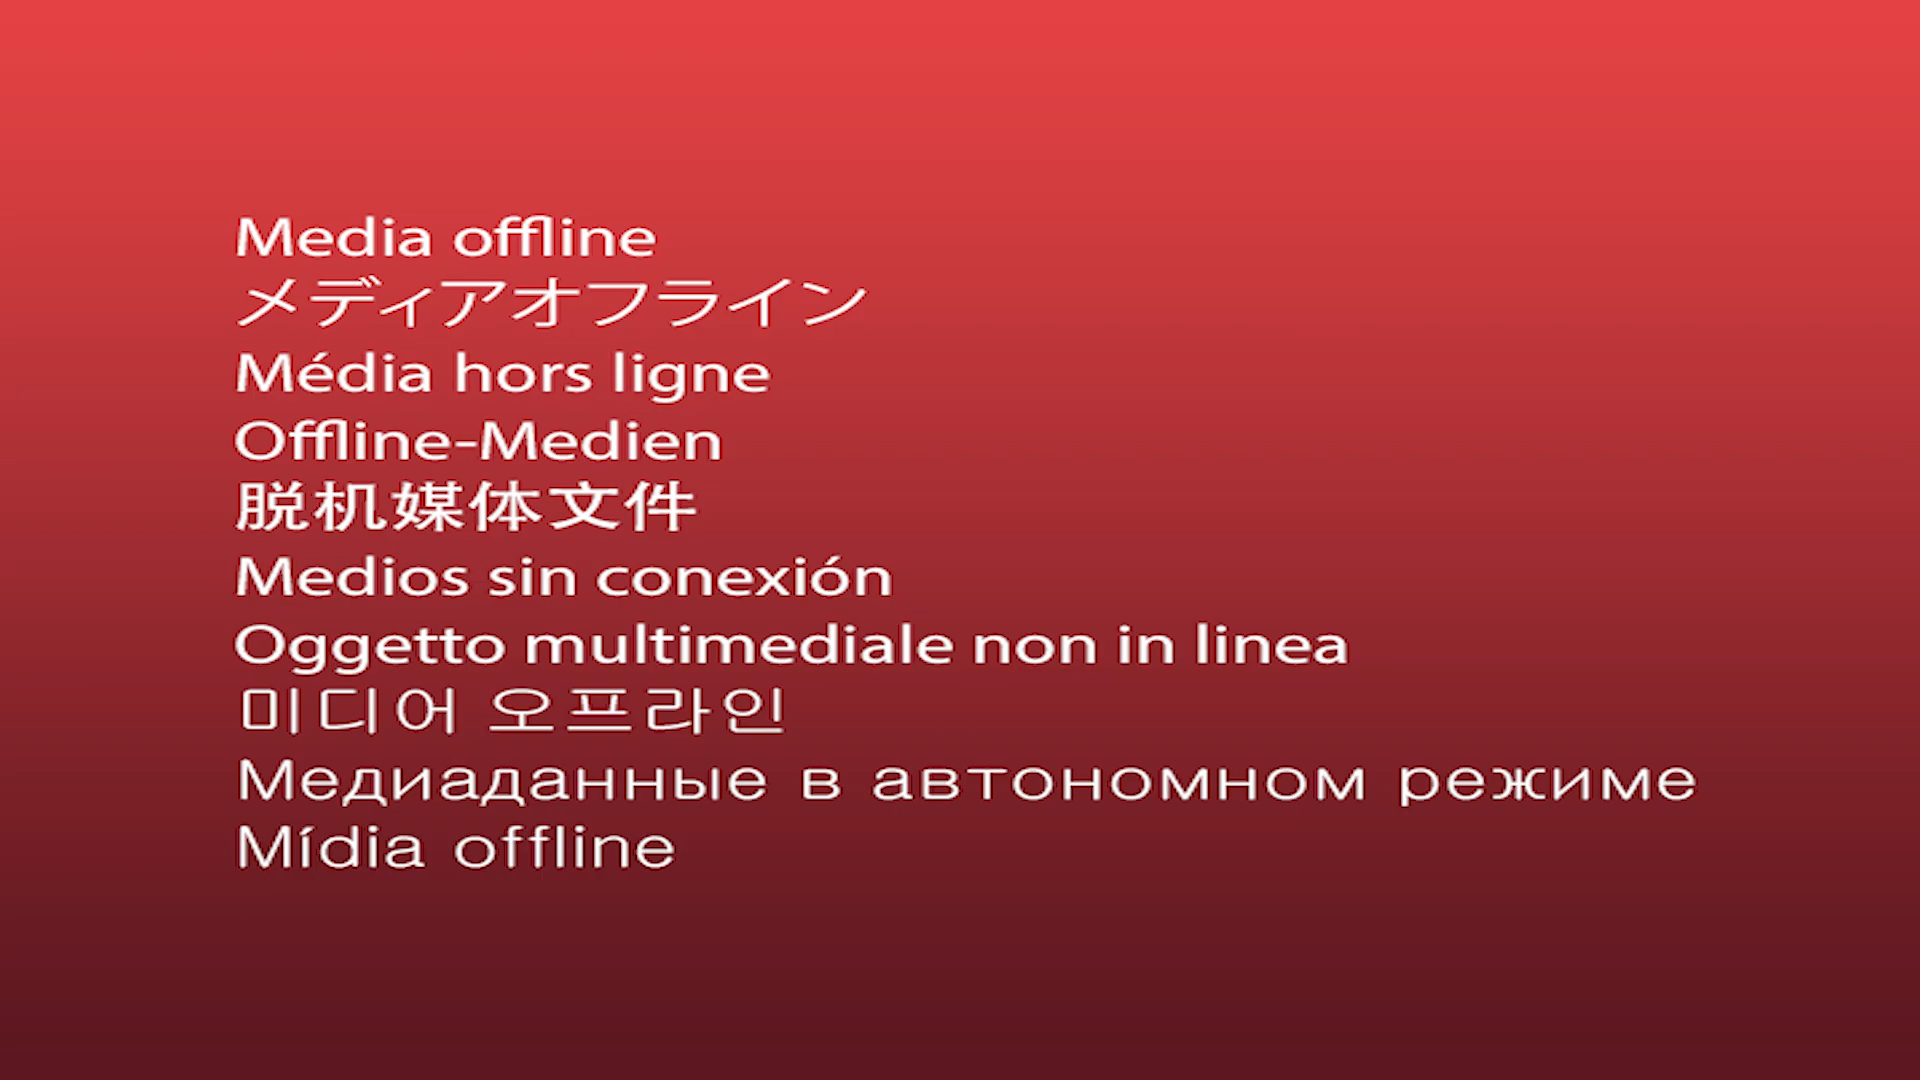 Media offline
メディアオフライン
Média hors ligne
Offline-Medien
脱机媒体文件
Medios sin conexión
Oggetto multimediale non in linea
미디어 오프라인
Медиаданные в автономном режиме
Mídia offline